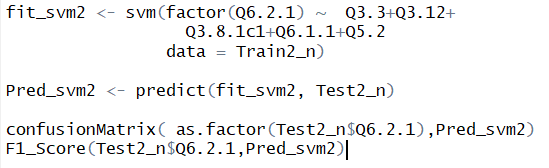 fit_svm2 <- svm(factor(Q6.2.1) ~  Q3.3+Q3.12+
Q3.8.1c1+Q6.1.1+Q5.2
data = Train2_n)
Pred_svm2 <- predict(fit_svm2, Test2_n)
confusionMatrix( as.factor(Test2_n$Q6.2.1),Pred_svm2)
F1_Score(Test2_n$Q6.2.1,Pred_svm2)